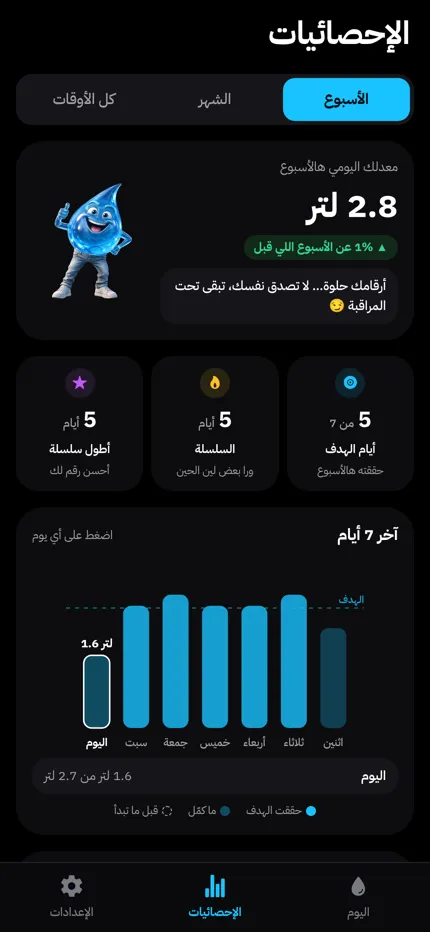 الإحصائيات
الأسبوع
الشهر
كل الأوقات
معدلك اليومي هالأسبوع
2.8 لتر
▲ 1% عن الأسبوع اللي قبل
أرقامك حلوة... لا تصدق نفسك، تبقى تحت
المراقبة 😏
5 من 7
أيام الهدف
حققته هالأسبوع
5 أيام
السلسلة
ورا بعض لين الحين
5 أيام
أطول سلسلة
أحسن رقم لك
آخر 7 أيام
اضغط على أي يوم
الهدف
1.6 لتر
اثنين
ثلاثاء
أربعاء
خميس
جمعة
سبت
اليوم
اليوم
1.6 لتر من 2.7 لتر
حققت الهدف
ما كمّل
قبل ما تبدأ
اليوم
الإحصائيات
الإعدادات